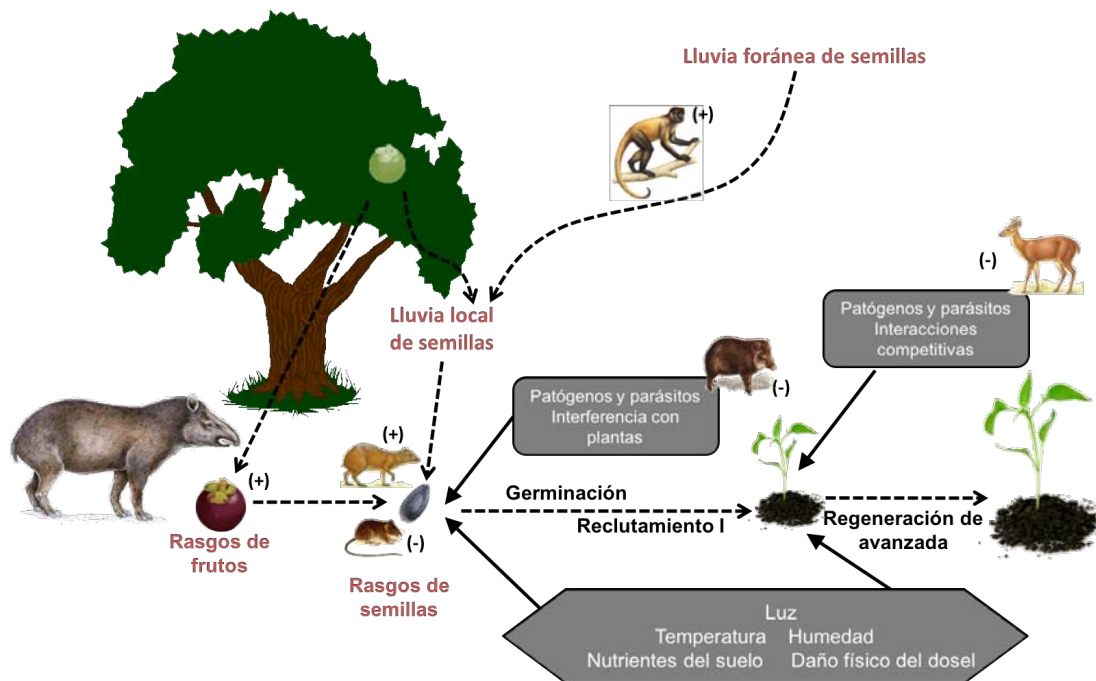 Lluvia foránea de semillas
(+)
(-)
Lluvia local
de semillas
Patógenos y parásitos
Interacciones
competitivas
(-)
Patógenos y parásitos
Interferencia con
plantas
(+)
(+)
Germinación
Reclutamiento I
Regeneración de
avanzada
Rasgos de
frutos
(-)
Rasgos de
semillas
Luz
Temperatura Humedad
Nutrientes del suelo Daño físico del dosel